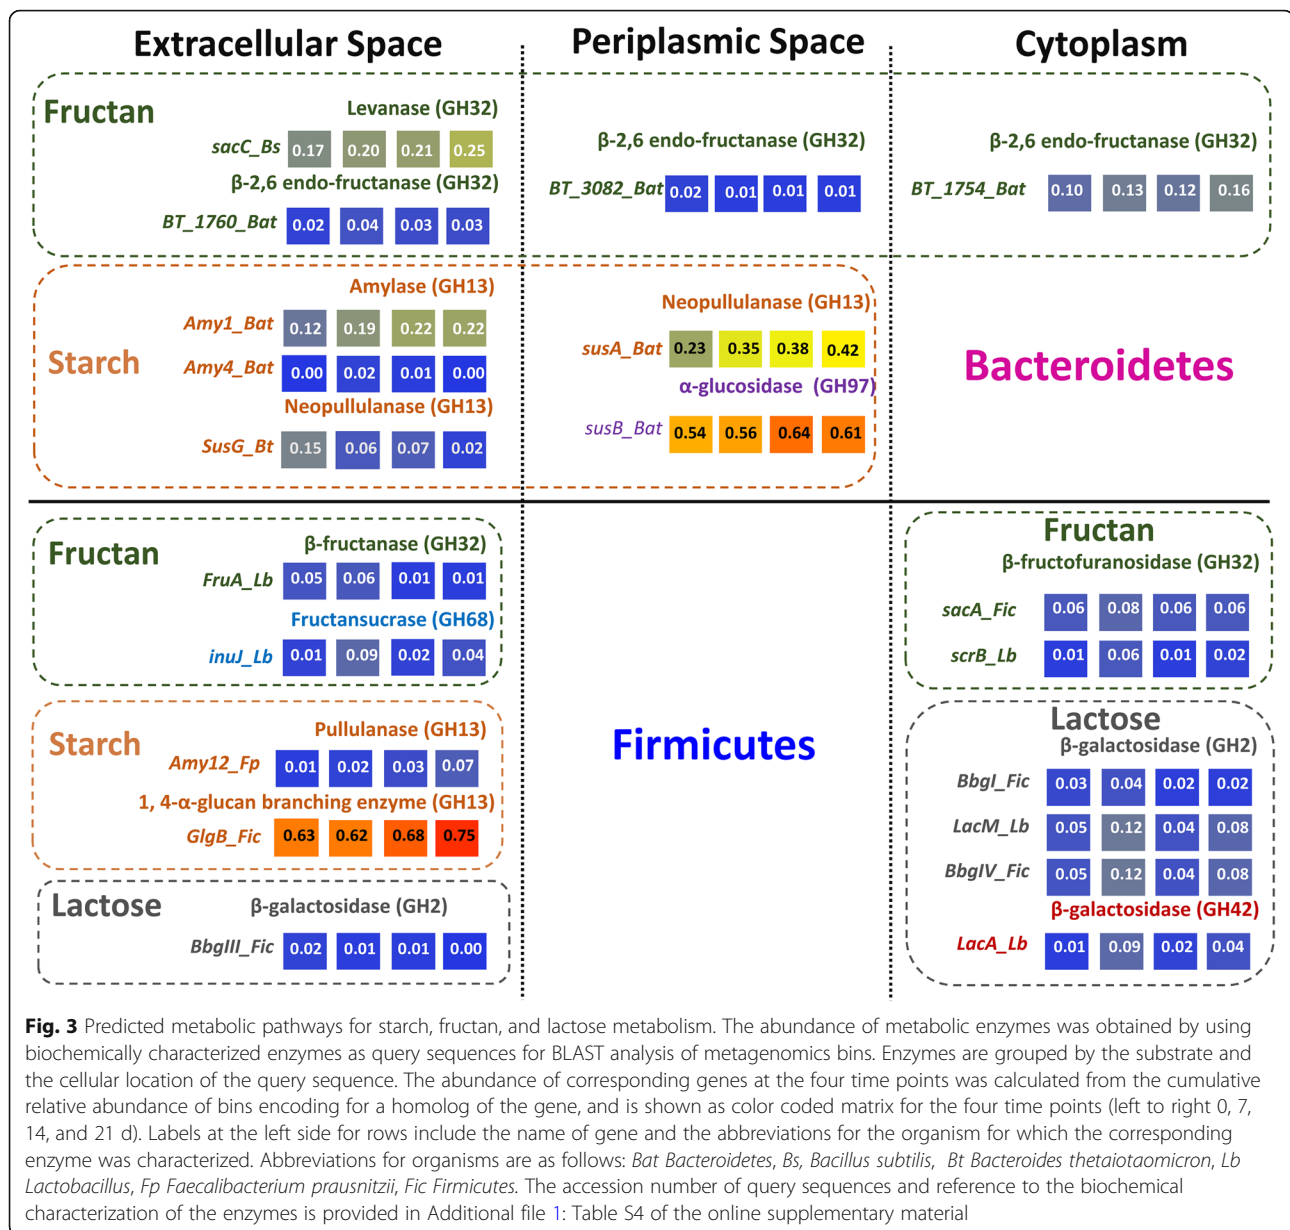 Extracellular Space
Periplasmic Space
Cytoplasm
Fructan
Levanase (GH32)
sacC_Bs 0.17 0.20 0.21 0.25
β-2,6 endo-fructanase (GH32)
BT_1760_Bat 0.02 0.04 0.03 0.03
β-2,6 endo-fructanase (GH32)
BT_3082_Bat 0.02 0.01 0.01 0.01
β-2,6 endo-fructanase (GH32)
BT_1754_Bat 0.10 0.13 0.12 0.16
Starch
Amylase (GH13)
Amy1_Bat 0.12 0.19 0.22 0.22
Amy4_Bat 0.00 0.02 0.01 0.00
Neopullulanase (GH13)
SusG_Bt 0.15 0.06 0.07 0.02
Neopullulanase (GH13)
susA_Bat 0.23 0.35 0.38 0.42
α-glucosidase (GH97)
susB_Bat 0.54 0.56 0.64 0.61
Bacteroidetes
Fructan
β-fructanase (GH32)
FruA_Lb 0.05 0.06 0.01 0.01
Fructansucrase (GH68)
inuJ_Lb 0.01 0.09 0.02 0.04
Starch
Pullulanase (GH13)
Amy12_Fp 0.01 0.02 0.03 0.07
1, 4-α-glucan branching enzyme (GH13)
GlgB_Fic 0.63 0.62 0.68 0.75
Lactose
β-galactosidase (GH2)
BbgIII_Fic 0.02 0.01 0.01 0.00
Firmicutes
Fructan
β-fructofuranosidase (GH32)
sacA_Fic 0.06 0.08 0.06 0.06
scrB_Lb 0.01 0.06 0.01 0.02
Lactose
β-galactosidase (GH2)
BbgI_Fic 0.03 0.04 0.02 0.02
LacM_Lb 0.05 0.12 0.04 0.08
BbgIV_Fic 0.05 0.12 0.04 0.08
β-galactosidase (GH42)
LacA_Lb 0.01 0.09 0.02 0.04
Fig. 3 Predicted metabolic pathways for starch, fructan, and lactose metabolism. The abundance of metabolic enzymes was obtained by using
biochemically characterized enzymes as query sequences for BLAST analysis of metagenomics bins. Enzymes are grouped by the substrate and
the cellular location of the query sequence. The abundance of corresponding genes at the four time points was calculated from the cumulative
relative abundance of bins encoding for a homolog of the gene, and is shown as color coded matrix for the four time points (left to right 0, 7,
14, and 21 d). Labels at the left side for rows include the name of gene and the abbreviations for the organism for which the corresponding
enzyme was characterized. Abbreviations for organisms are as follows: Bat Bacteroidetes, Bs, Bacillus subtilis, Bt Bacteroides thetaiotaomicron, Lb
Lactobacillus, Fp Faecalibacterium prausnitzii, Fic Firmicutes. The accession number of query sequences and reference to the biochemical
characterization of the enzymes is provided in Additional file 1: Table S4 of the online supplementary material